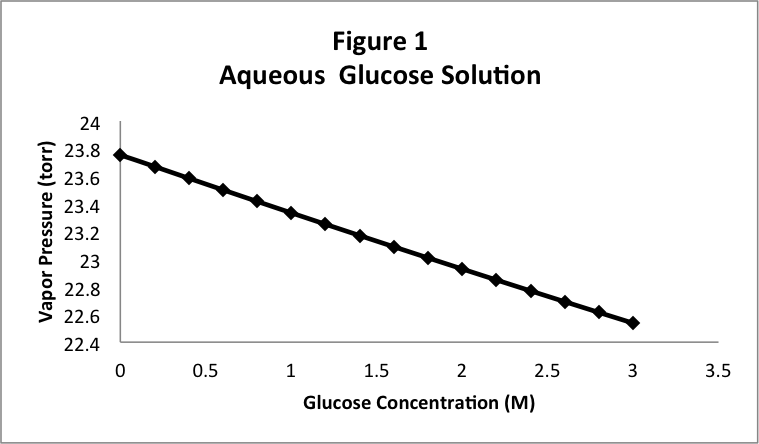 Figure 1
Aqueous Glucose Solution
Vapor Pressure (torr)
24
23.8
23.6
23.4
23.2
23
22.8
22.6
22.4
0 0.5 1 1.5 2 2.5 3 3.5
Glucose Concentration (M)